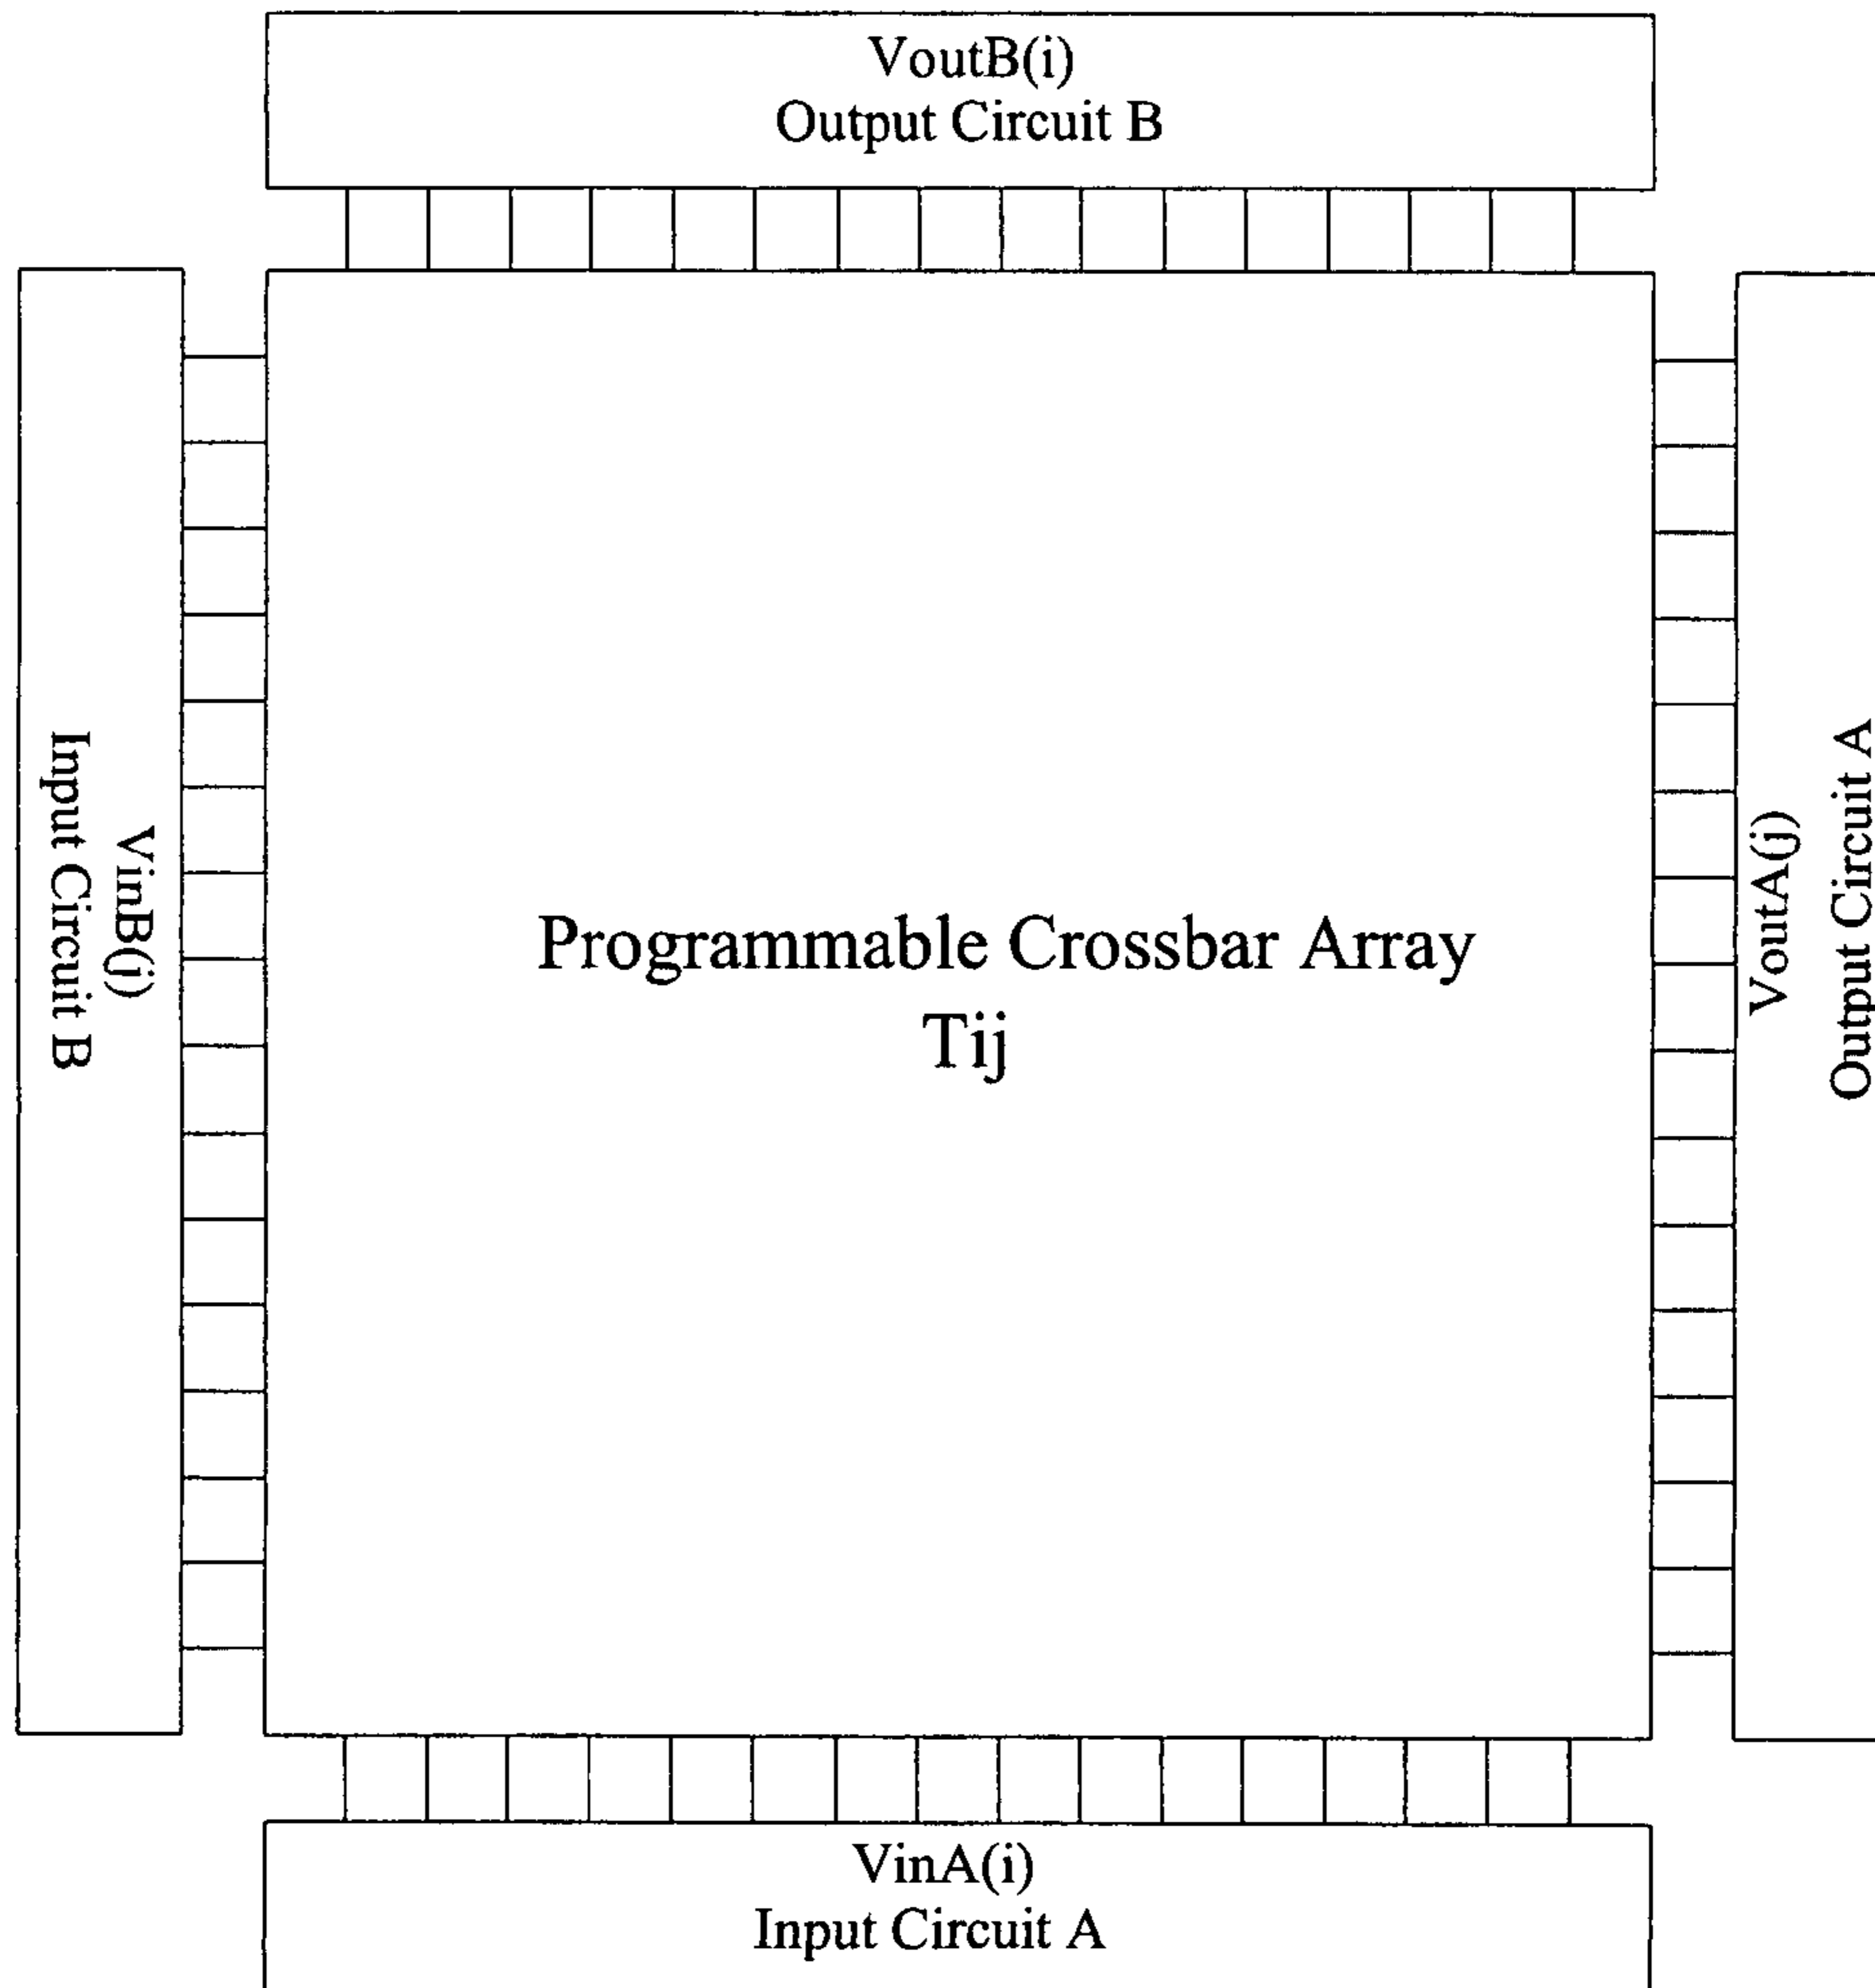 VoutB(i)
Output Circuit B
Input Circuit B
VinB(j)
Programmable Crossbar Array
Tij
VoutA(j)
Output Circuit A
VinA(i)
Input Circuit A